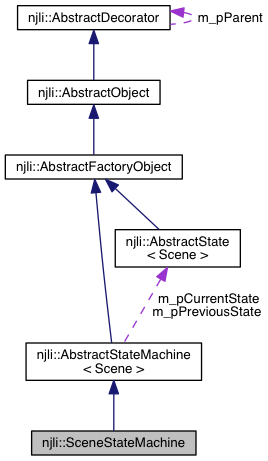 njli::AbstractDecorator
m_pParent
njli::AbstractObject
njli::AbstractFactoryObject
njli::AbstractState
< Scene >
m_pCurrentState
m_pPreviousState
njli::AbstractStateMachine
< Scene >
njli::SceneStateMachine